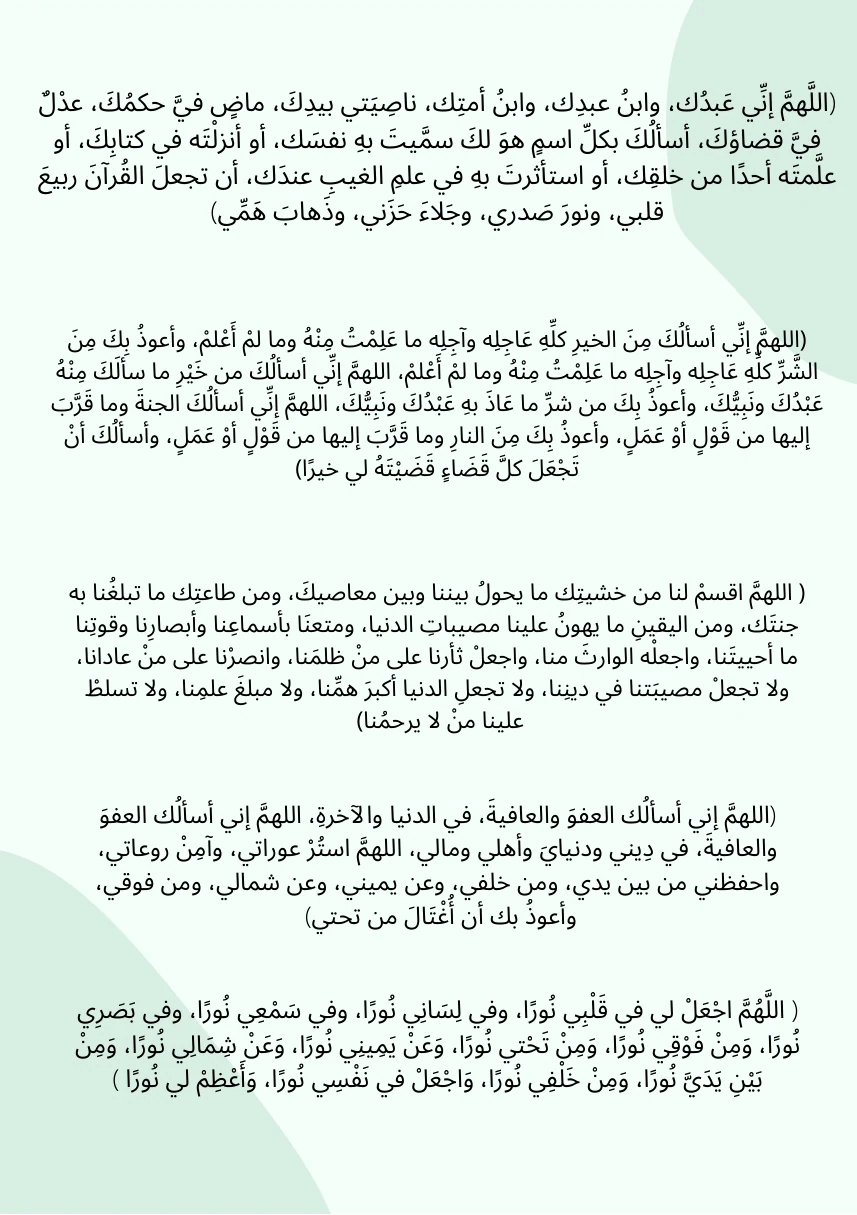 (اللَّهمَّ إنِّي عَبدُك، وابنُ عبدِك، وابنُ أمتِك، ناصِيَتي بيدِكَ، ماضٍ فيَّ حكمُكَ، عدْلٌ
فيَّ قضاؤكَ، أسألُكَ بكلِّ اسمٍ هوَ لكَ سمَّيتَ بهِ نفسَك، أو أنزلْتَه في كتابِكَ، أو
علَّمتَه أحدًا من خلقِك، أو استأثرتَ بهِ في علمِ الغيبِ عندَك، أن تجعلَ القُرآنَ ربيعَ
قلبي، ونورَ صَدري، وجَلاءَ حَزَني، وذَهابَ هَمِّي)
(اللهمَّ إنِّي أسألُكَ مِنَ الخيرِ كلِّهِ عَاجِلِه وآجِلِه ما عَلِمْتُ مِنْهُ وما لمْ أَعْلمْ، وأعوذُ بِكَ مِنَ
الشَّرِّ كلِّهِ عَاجِلِه وآجِلِه ما عَلِمْتُ مِنْهُ وما لمْ أَعْلمْ، اللهمَّ إنِّي أسألُكَ من خَيْرِ ما سألَكَ مِنْهُ
عَبْدُكَ ونَبِيُّكَ، وأعوذُ بِكَ من شرِّ ما عَاذَ بهِ عَبْدُكَ ونَبِيُّكَ، اللهمَّ إنِّي أسألُكَ الجنةَ وما قَرَّبَ
إليها من قَوْلٍ أوْ عَمَلٍ، وأعوذُ بِكَ مِنَ النارِ وما قَرَّبَ إليها من قَوْلٍ أوْ عَمَلٍ، وأسألُكَ أنْ
تَجْعَلَ كلَّ قَضَاءٍ قَضَيْتَهُ لي خيرًا)
( اللهمَّ اقسمْ لنا من خشيتِك ما يحولُ بيننا وبين معاصيكَ، ومن طاعتِك ما تبلغُنا به
جنتَك، ومن اليقينِ ما يهونُ علينا مصيباتِ الدنيا، ومتعنَا بأسماعِنا وأبصارِنا وقوتِنا
ما أحييتَنا، واجعلْه الوارثَ منا، واجعلْ ثأرنا على منْ ظلمَنا، وانصرْنا على منْ عادانا،
ولا تجعلْ مصيبَتنا في دينِنا، ولا تجعلِ الدنيا أكبرَ همِّنا، ولا مبلغَ علمِنا، ولا تسلطْ
علينا منْ لا يرحمُنا)
(اللهمَّ إني أسألُك العفوَ والعافيةَ، في الدنيا والآخرةِ، اللهمَّ إني أسألُك العفوَ
والعافيةَ، في دِيني ودنيايَ وأهلي ومالي، اللهمَّ استُرْ عوراتي، وآمِنْ روعاتي،
واحفظني من بين يدي، ومن خلفي، وعن يميني، وعن شمالي، ومن فوقي،
وأعوذُ بك أن أُغْتَالَ من تحتي)
( اللَّهُمَّ اجْعَلْ لي في قَلْبِي نُورًا، وفي لِسَانِي نُورًا، وفي سَمْعِي نُورًا، وفي بَصَرِي
نُورًا، وَمِنْ فَوْقِي نُورًا، وَمِنْ تَحْتي نُورًا، وَعَنْ يَمِينِي نُورًا، وَعَنْ شِمَالِي نُورًا، وَمِنْ
بَيْنِ يَدَيَّ نُورًا، وَمِنْ خَلْفِي نُورًا، وَاجْعَلْ في نَفْسِي نُورًا، وَأَعْظِمْ لي نُورًا )